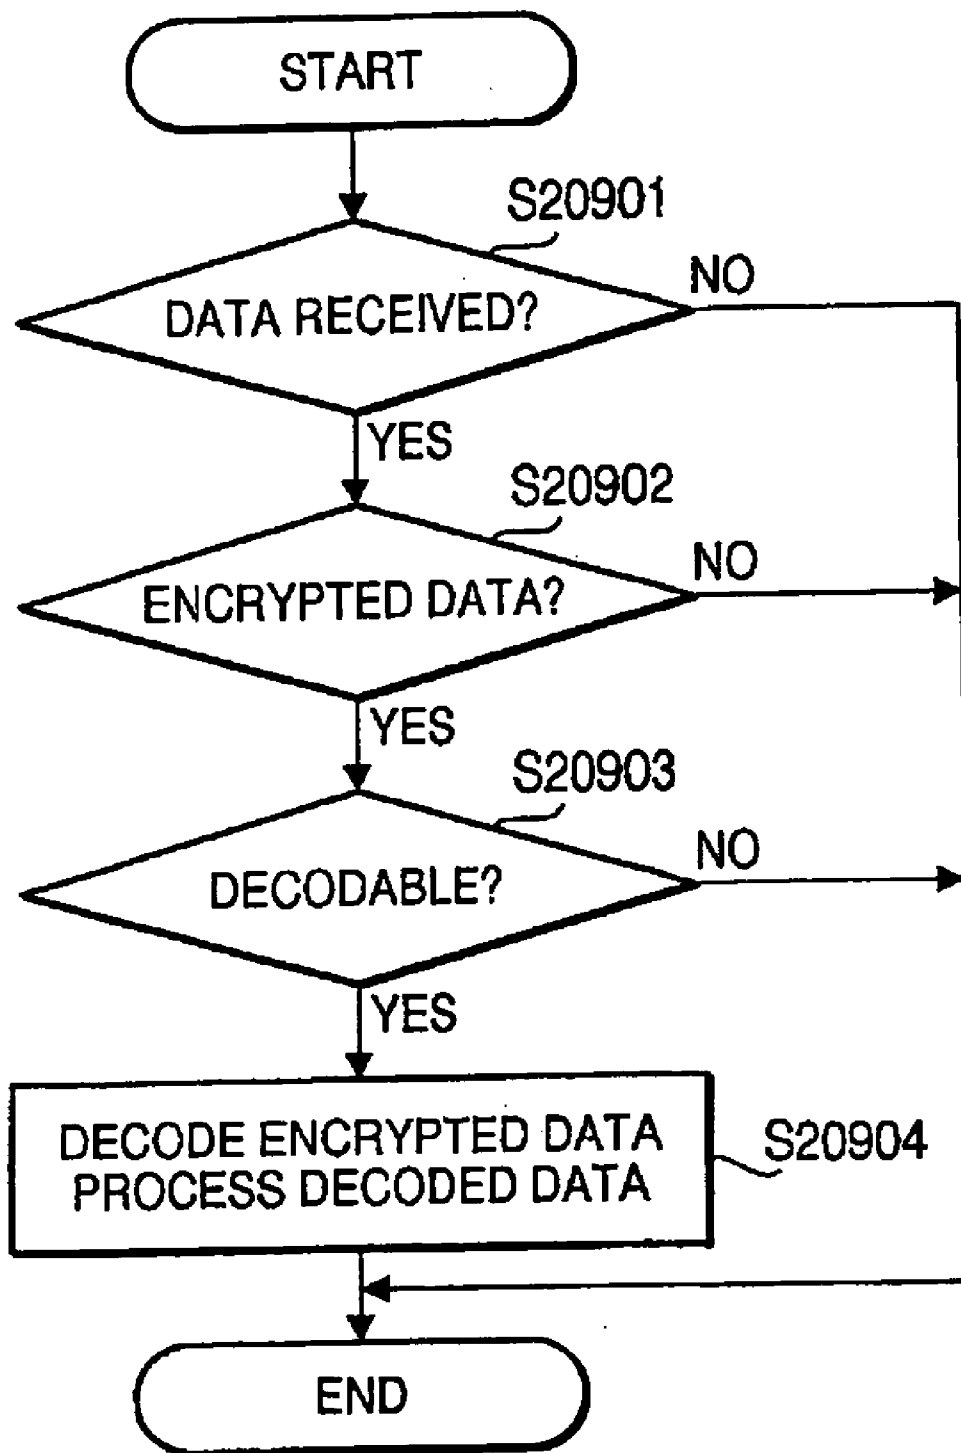 START
S20901
DATA RECEIVED?
NO
YES
S20902
ENCRYPTED DATA?
NO
YES
S20903
DECODABLE?
NO
YES
DECODE ENCRYPTED DATA
PROCESS DECODED DATA
S20904
END